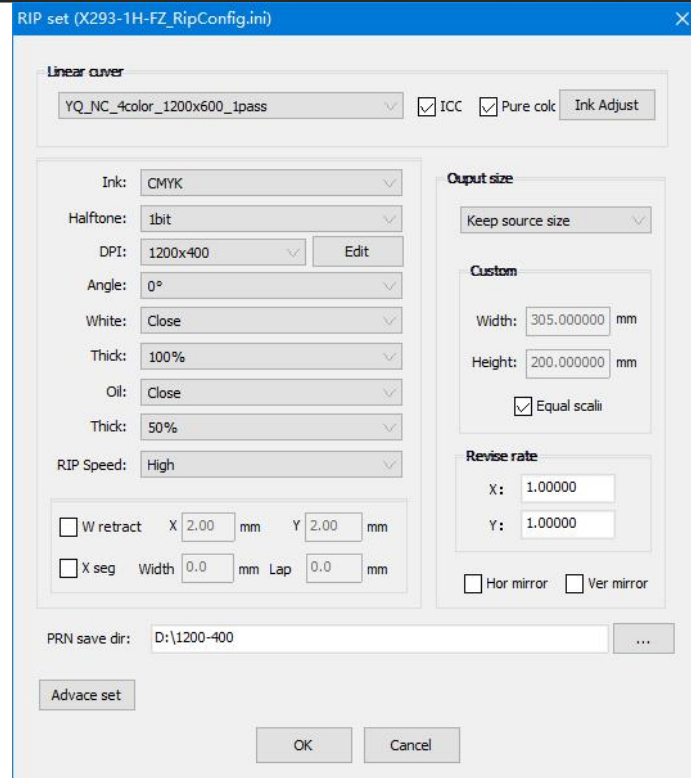 RIP set (X293-1H-FZ_RipConfig.ini)
Linear cuver
YQ_NC_4color_1200x600_1pass
ICC
Pure colc
Ink Adjust
Ink: CMYK
Halftone: 1bit
DPI: 1200x400 Edit
Angle: 0°
White: Close
Thick: 100%
Oil: Close
Thick: 50%
RIP Speed: High
W retract X 2.00 mm Y 2.00 mm
X seg Width 0.0 mm Lap 0.0 mm
Ouput size
Keep source size
Custom
Width: 305.000000 mm
Height: 200.000000 mm
Equal scalii
Revise rate
X: 1.00000
Y: 1.00000
Hor mirror Ver mirror
PRN save dir: D:\1200-400 ...
Advace set
OK Cancel